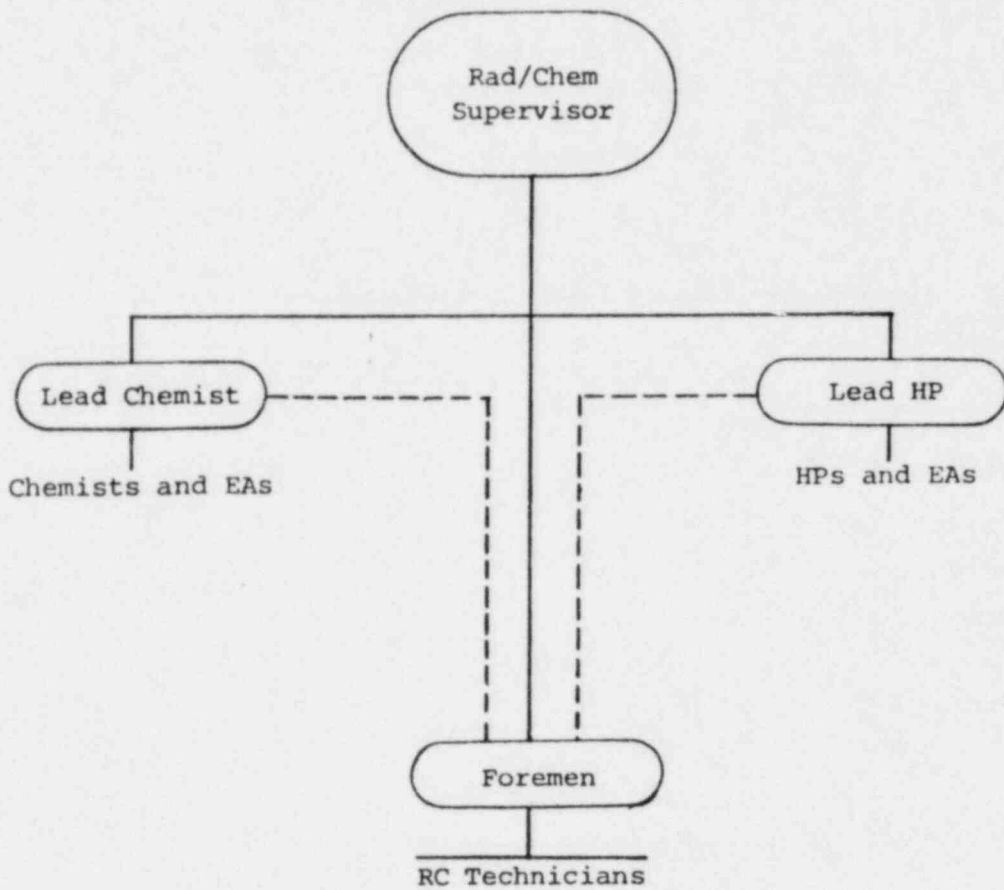 Rad/Chem
Supervisor
Lead Chemist
Lead HP
Chemists and EAs
HPs and EAs
Foremen
RC Technicians